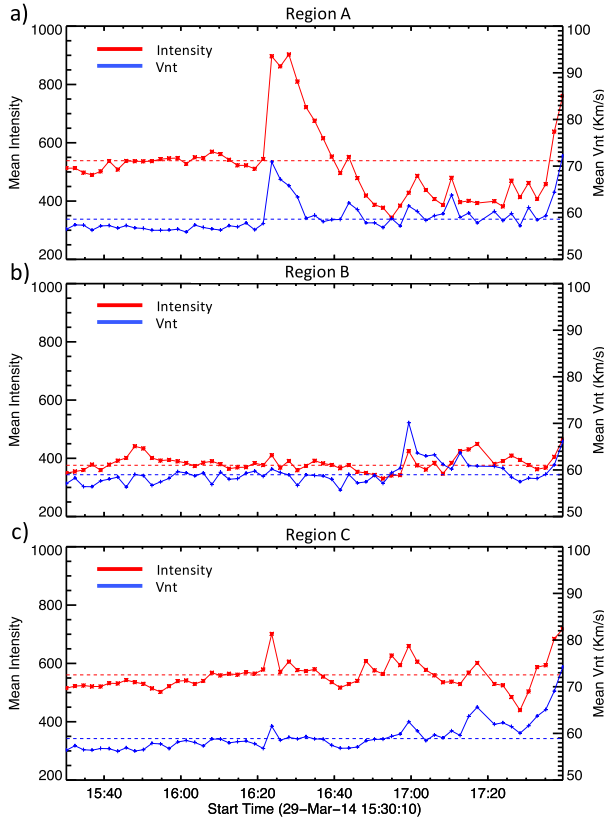 a)
Region A
1000
800
600
400
200
Mean Intensity
Intensity
Vnt
100
90
80
70
60
50
Mean Vnt (Km/s)
b)
Region B
1000
800
600
400
200
Mean Intensity
Intensity
Vnt
100
90
80
70
60
50
Mean Vnt (Km/s)
c)
Region C
1000
800
600
400
200
Mean Intensity
Intensity
Vnt
100
90
80
70
60
50
Mean Vnt (Km/s)
15:40 16:00 16:20 16:40 17:00 17:20
Start Time (29-Mar-14 15:30:10)